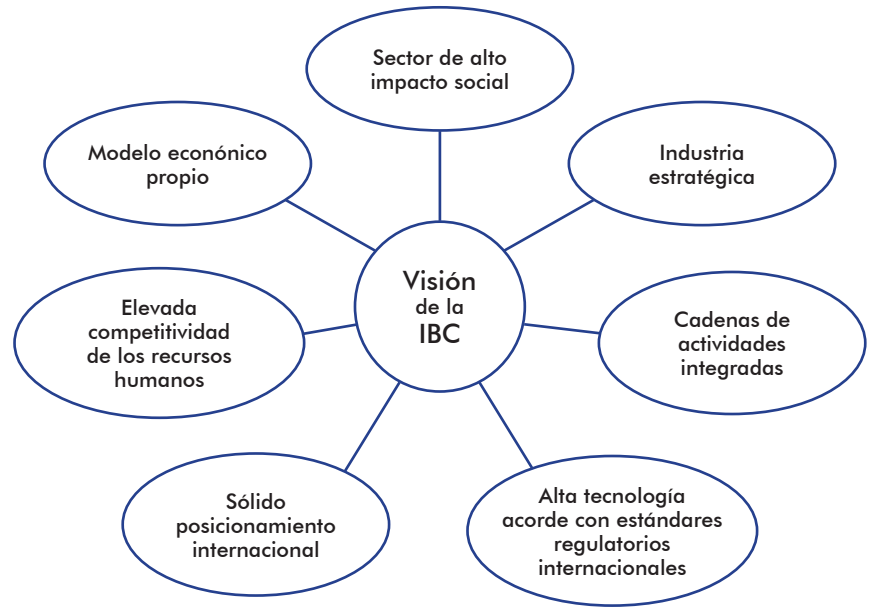 Sector de alto
impacto social
Modelo económico
propio
Industria
estratégica
Visión
de la
IBC
Elevada
competitividad
de los recursos
humanos
Cadenas de
actividades
integradas
Sólido
posicionamiento
internacional
Alta tecnología
acorde con estándares
regulatorios
internacionales